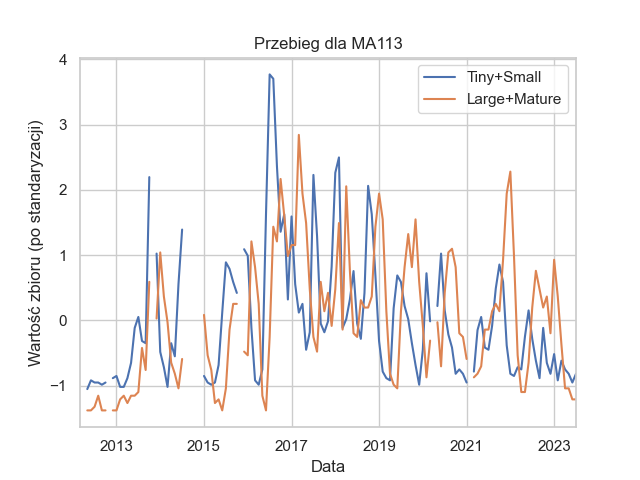 Przebieg dla MA113
Tiny+Small
Large+Mature
Wartość zbioru (po standaryzacji)
4
3
2
1
0
−1
2013 2015 2017 2019 2021 2023
Data